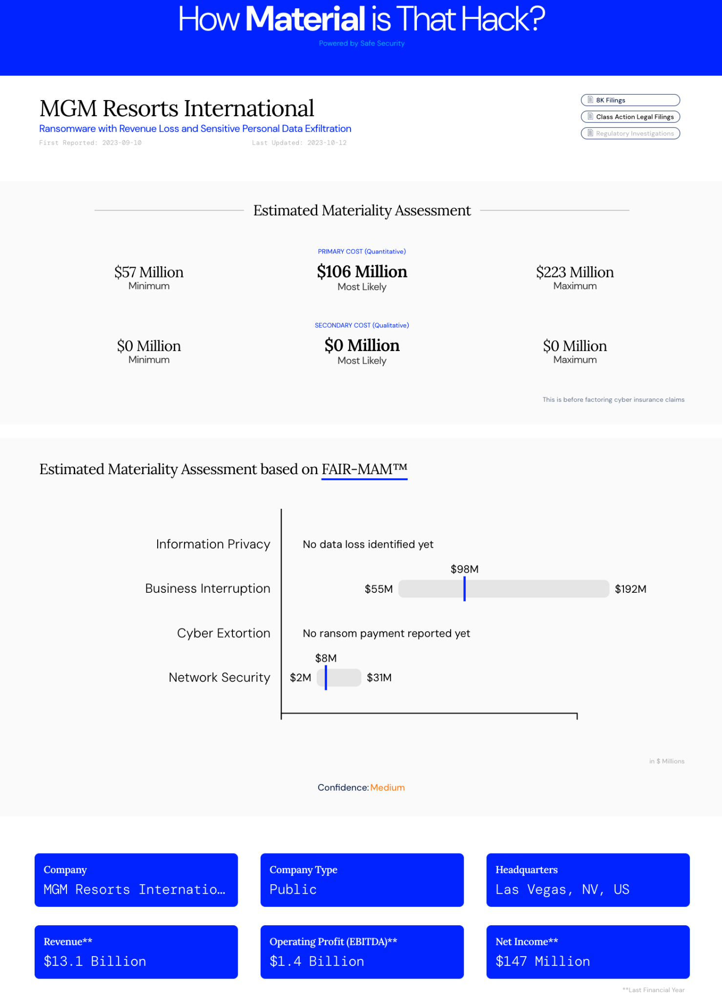 How Material is That Hack?
Powered by Safe Security
MGM Resorts International
Ransomware with Revenue Loss and Sensitive Personal Data Exfiltration
First Reported: 2023-09-10
Last Updated: 2023-10-12
8K Filings
Class Action Legal Filings
Regulatory Investigations
Estimated Materiality Assessment
PRIMARY COST (Quantitative)
$57 Million
Minimum
$106 Million
Most Likely
$223 Million
Maximum
SECONDARY COST (Qualitative)
$0 Million
Minimum
$0 Million
Most Likely
$0 Million
Maximum
This is before factoring cyber insurance claims
Estimated Materiality Assessment based on FAIR-MAM™
Information Privacy
No data loss identified yet
$98M
Business Interruption
$55M
$192M
Cyber Extortion
No ransom payment reported yet
$8M
Network Security
$2M
$31M
in $ Millions
Confidence: Medium
Company
MGM Resorts Internatio…
Company Type
Public
Headquarters
Las Vegas, NV, US
Revenue**
$13.1 Billion
Operating Profit (EBITDA)**
$1.4 Billion
Net Income**
$147 Million
**Last Financial Year